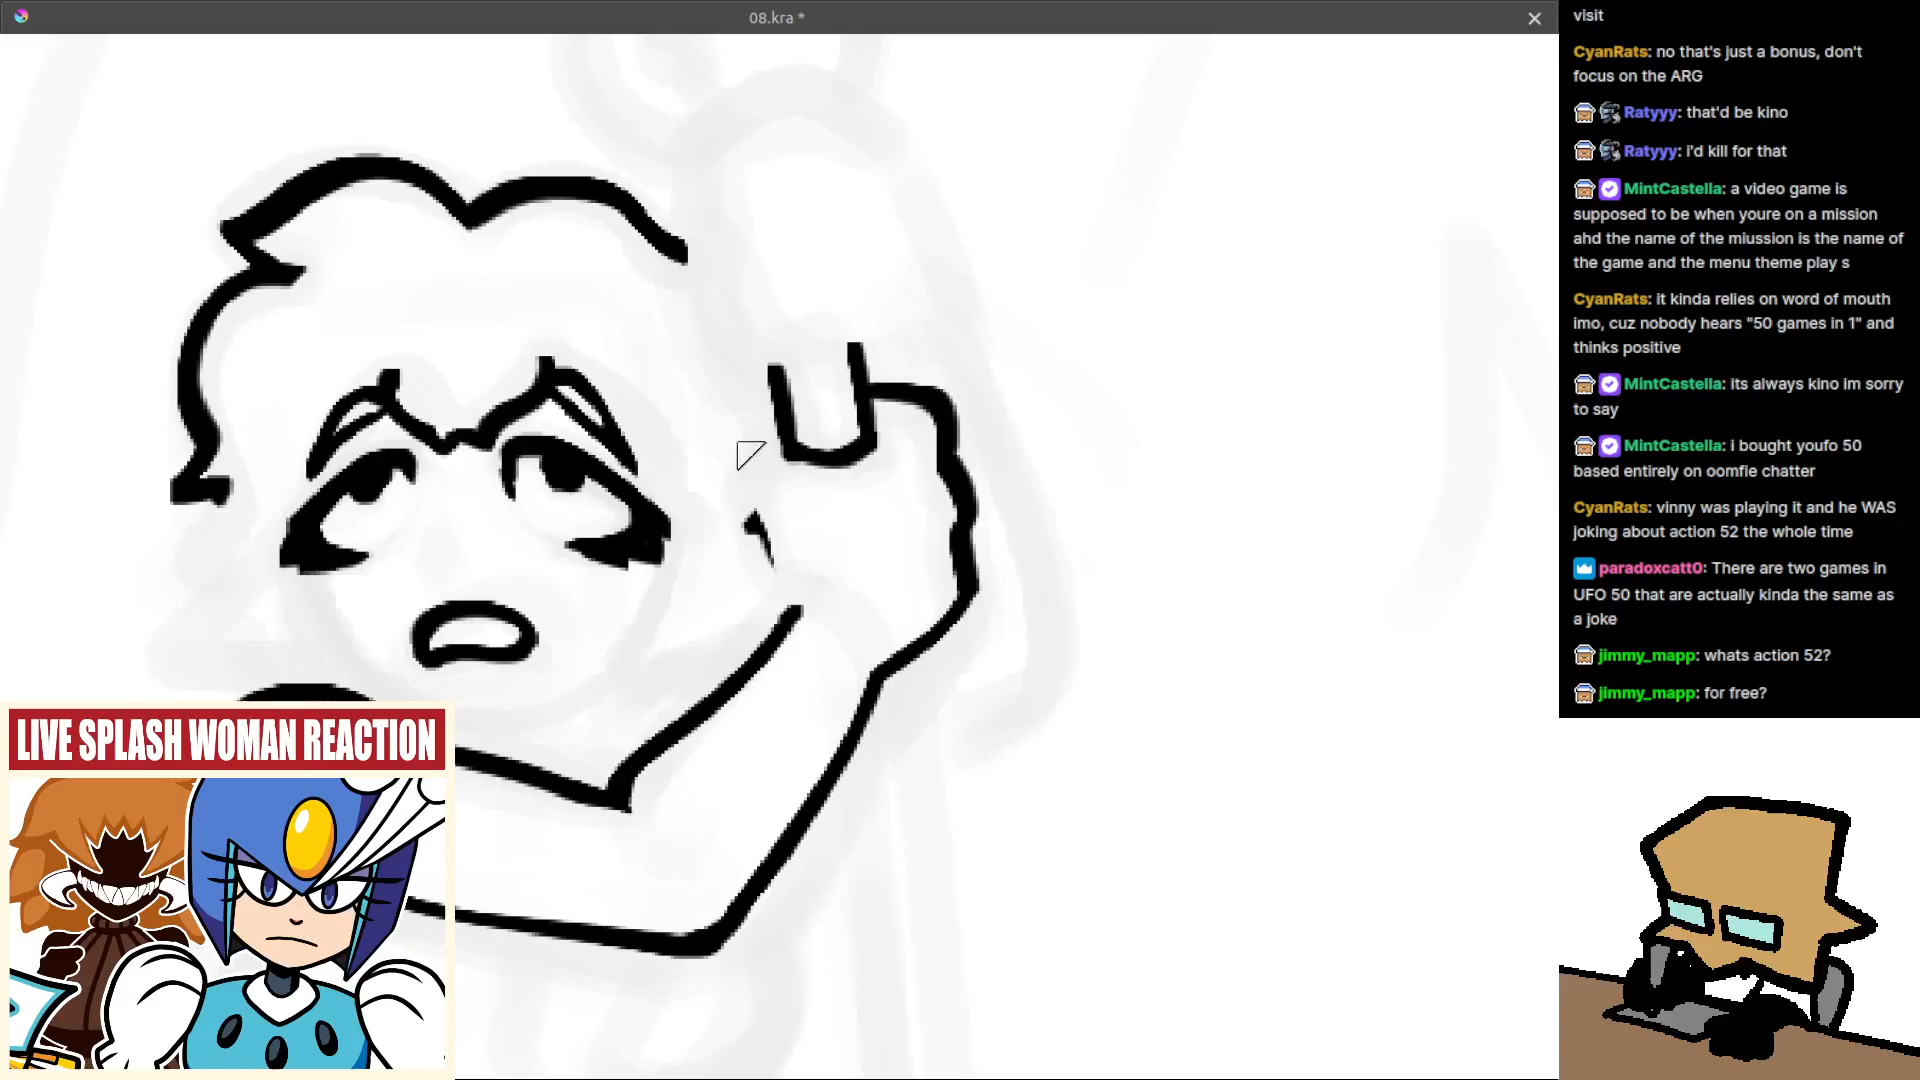 08.kra *
visit
CyanRats: no that's just a bonus, don't
focus on the ARG
Ratyyy: that'd be kino
Ratyyy: i'd kill for that
MintCastella: a video game is
supposed to be when youre on a mission
ahd the name of the miussion is the name of
the game and the menu theme play s
CyanRats: it kinda relies on word of mouth
imo, cuz nobody hears "50 games in 1" and
thinks positive
MintCastella: its always kino im sorry
to say
MintCastella: i bought youfo 50
based entirely on oomfie chatter
CyanRats: vinny was playing it and he WAS
joking about action 52 the whole time
paradoxcatt0: There are two games in
UFO 50 that are actually kinda the same as
a joke
jimmy_mapp: whats action 52?
jimmy_mapp: for free?
LIVE SPLASH WOMAN REACTION